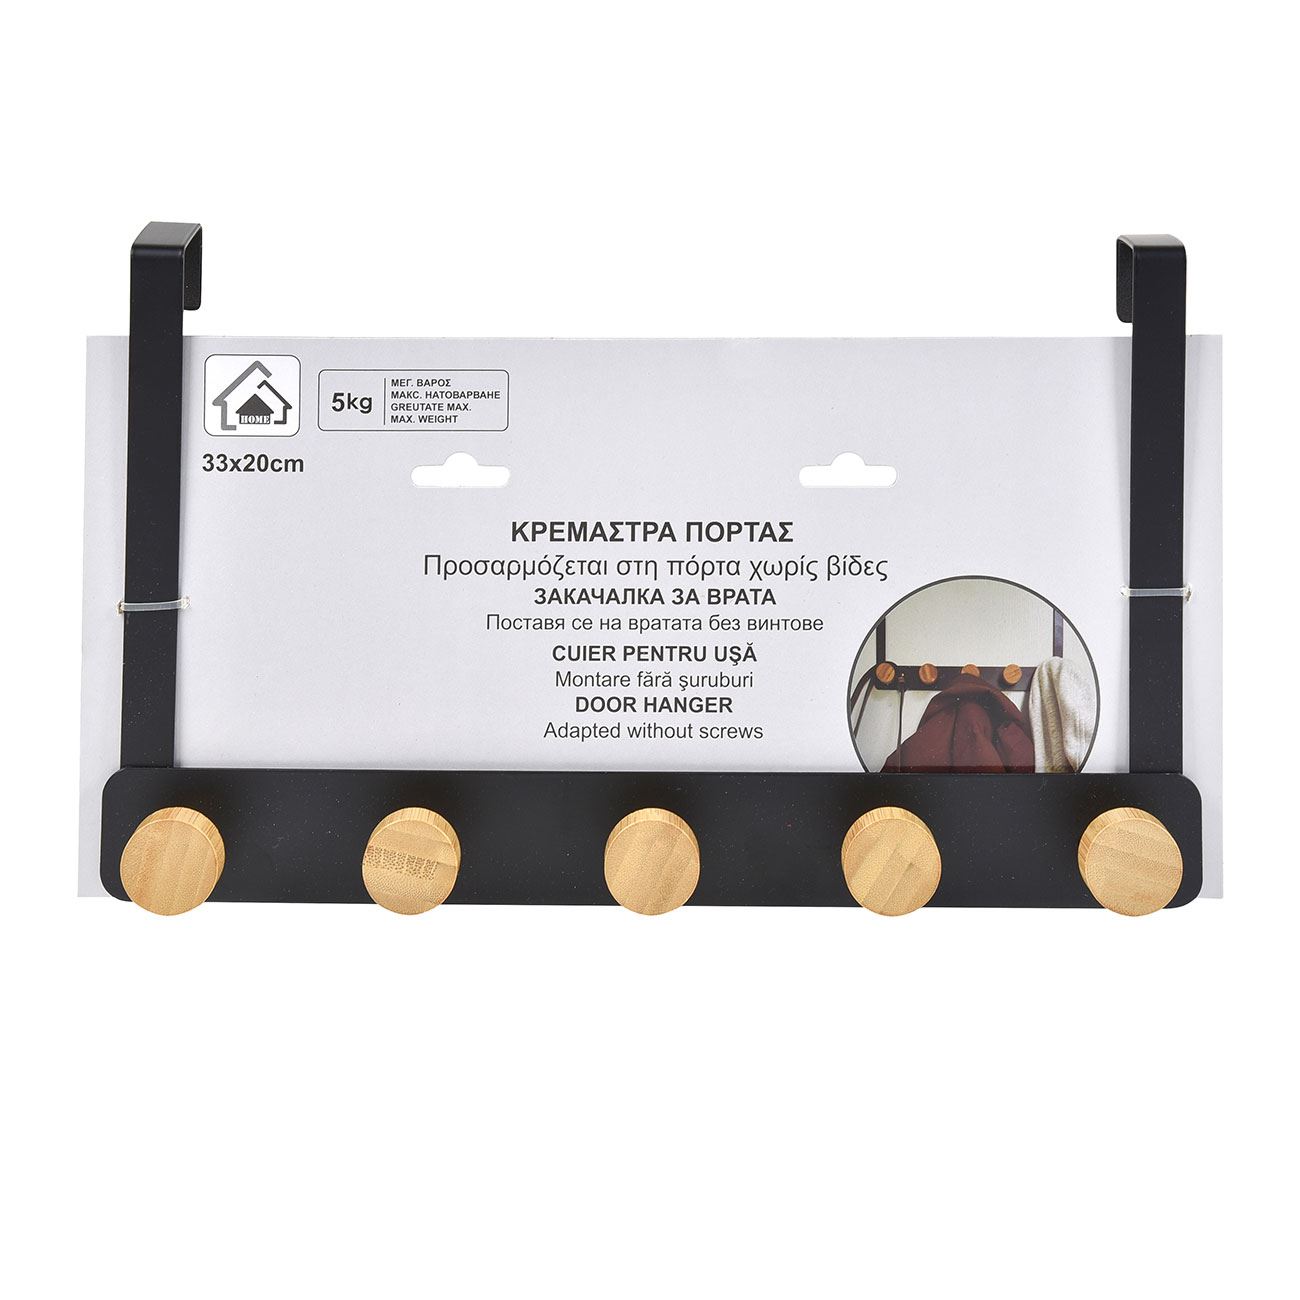 HOME
5kg
ΜΕΓ. ΒΑΡΟΣ
МАКС. НАТОВАРВАНЕ
GREUTATE MAX.
MAX. WEIGHT
33x20cm
ΚΡΕΜΑΣΤΡΑ ΠΟΡΤΑΣ
Προσαρμόζεται στη πόρτα χωρίς βίδες
ЗАКАЧАЛКА ЗА ВРАТА
Поставя се на вратата без винтове
CUIER PENTRU UŞĂ
Montare fără şuruburi
DOOR HANGER
Adapted without screws